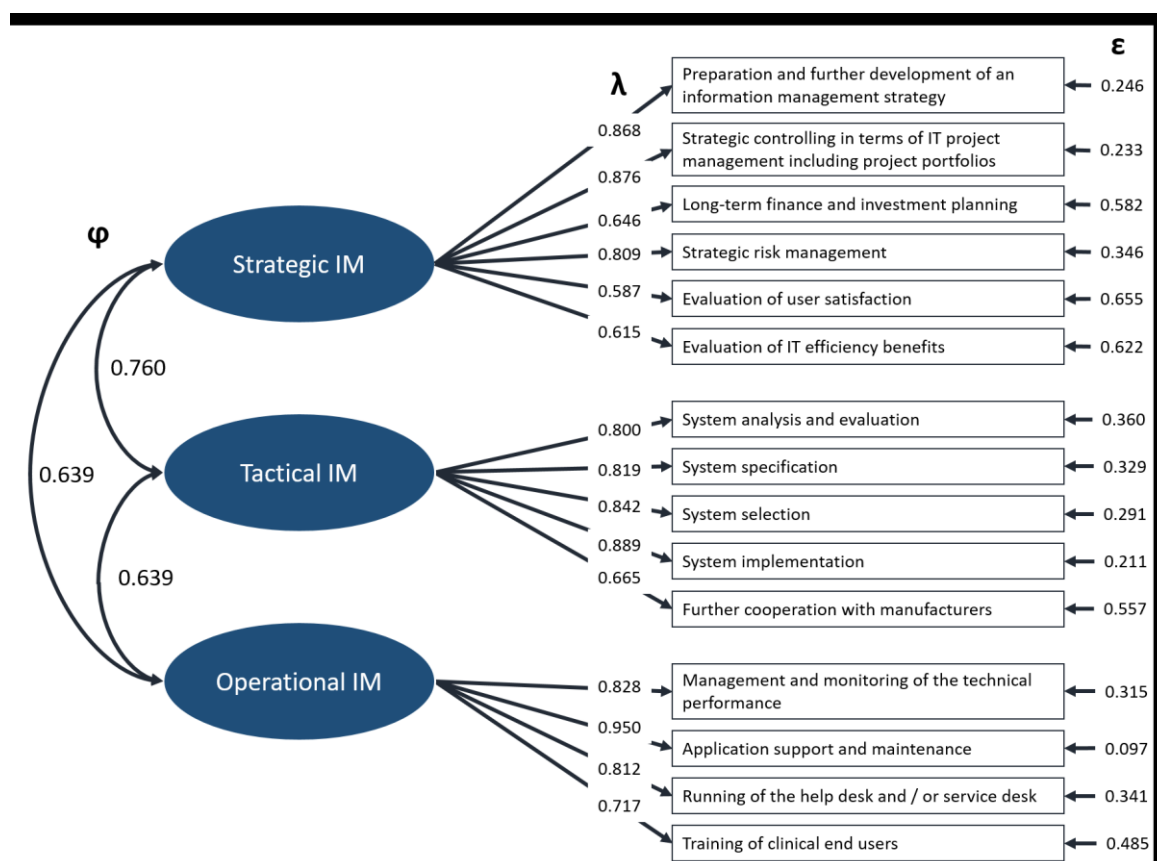 ε
λ
Preparation and further development of an
information management strategy
0.246
0.868
Strategic controlling in terms of IT project
management including project portfolios
0.233
0.876
Long-term finance and investment planning
0.582
0.646
φ
Strategic IM
0.809
Strategic risk management
0.346
0.587
Evaluation of user satisfaction
0.655
0.615
Evaluation of IT efficiency benefits
0.622
0.760
System analysis and evaluation
0.360
0.800
System specification
0.329
0.819
Tactical IM
0.639
0.842
System selection
0.291
0.889
System implementation
0.211
0.665
0.639
Further cooperation with manufacturers
0.557
Operational IM
0.828
Management and monitoring of the technical
performance
0.315
0.950
Application support and maintenance
0.097
0.812
Running of the help desk and / or service desk
0.341
0.717
Training of clinical end users
0.485